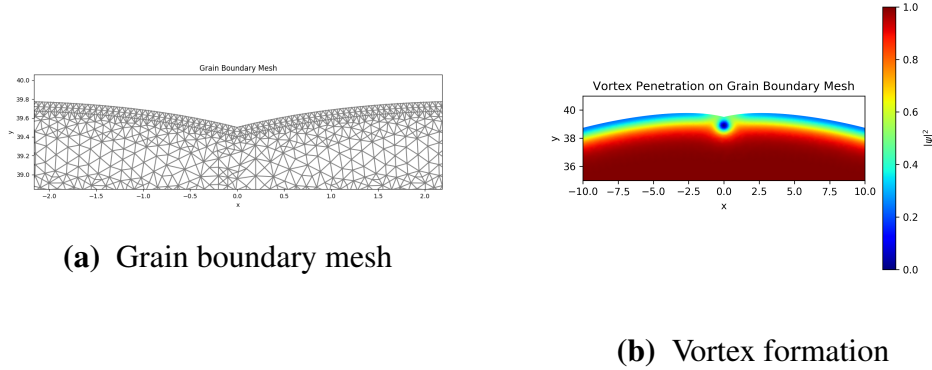 Grain Boundary Mesh
40.0
39.8
39.6
39.4
39.2
39.0
y
−2.0 −1.5 −1.0 −0.5 0.0 0.5 1.0 1.5 2.0
x
(a) Grain boundary mesh
Vortex Penetration on Grain Boundary Mesh
40
38
36
y
−10.0 −7.5 −5.0 −2.5 0.0 2.5 5.0 7.5 10.0
x
1.0
0.8
0.6
0.4
0.2
0.0
|ψ|²
(b) Vortex formation